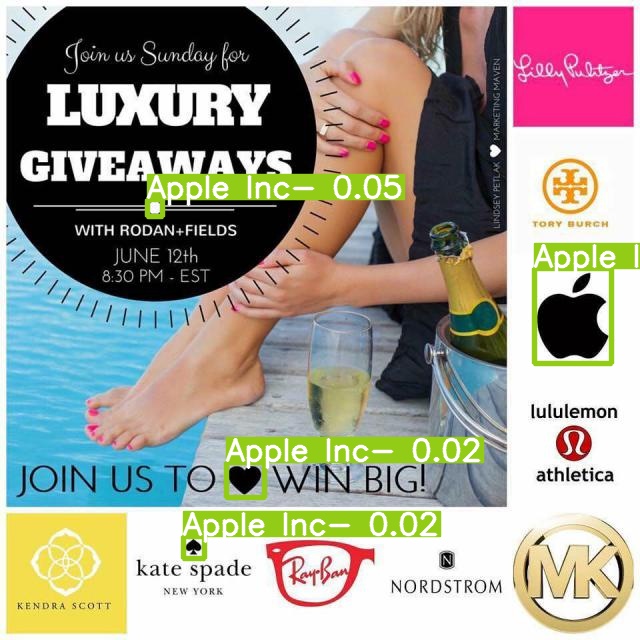 Join us Sunday for
LUXURY
GIVEAWAYS
Apple Inc- 0.05
WITH RODAN+FIELDS
JUNE 12th
8:30 PM - EST
LINDSEY PETLAK MARKETING MAVEN
Lilly Pulitzer
TORY BURCH
Apple I
lululemon
athletica
Apple Inc- 0.02
JOIN US TO WIN BIG!
Apple Inc- 0.02
KENDRA SCOTT
kate spade
NEW YORK
Ray-Ban
N
NORDSTROM
MK